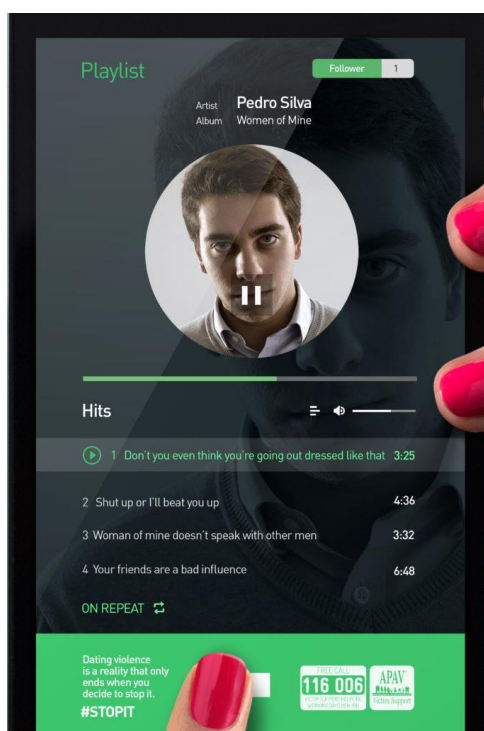 Playlist
Follower 1
Artist Pedro Silva
Album Women of Mine
Hits
1 Don't you even think you're going out dressed like that 3:25
2 Shut up or I'll beat you up 4:36
3 Woman of mine doesn't speak with other men 3:32
4 Your friends are a bad influence 6:48
ON REPEAT
Dating violence
is a reality that only
ends when you
decide to stop it.
#STOPIT
FREE CALL
116 006
APAV
Victim Support